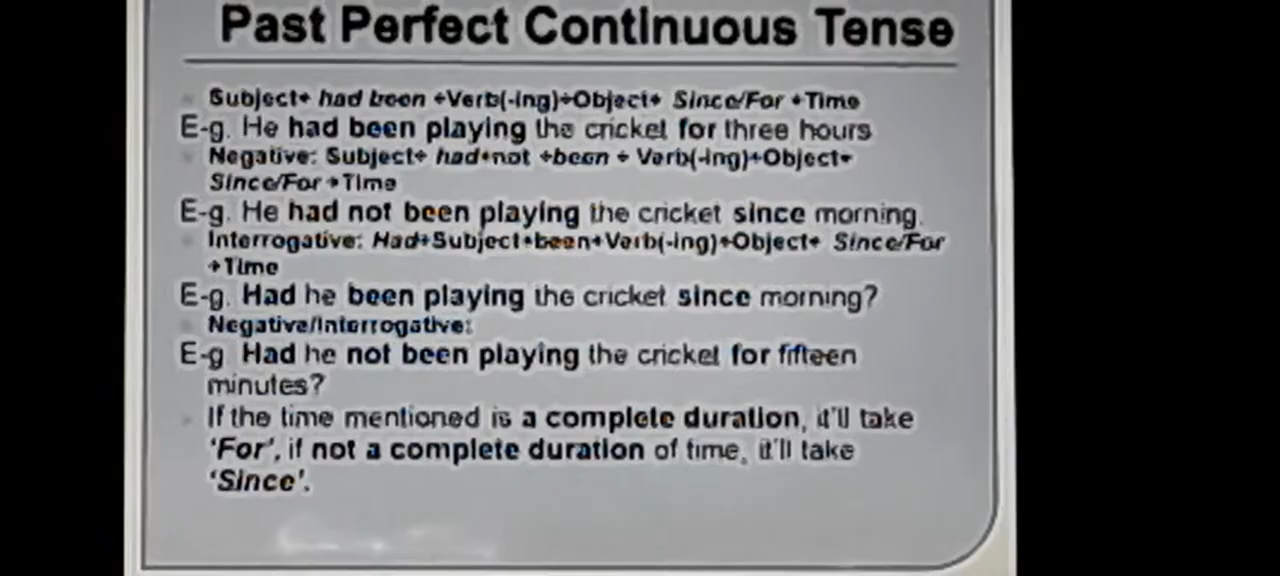 Past Perfect Continuous Tense
Subject+ had been +Verb(-ing)+Object+ Since/For +Time
E-g. He had been playing the cricket for three hours
Negative: Subject+ had+not +been + Verb(-ing)+Object+
Since/For +Time
E-g. He had not been playing the cricket since morning.
Interrogative: Had+Subject+been+Verb(-ing)+Object+ Since/For
+Time
E-g. Had he been playing the cricket since morning?
Negative/Interrogative:
E-g Had he not been playing the cricket for fifteen
minutes?
If the time mentioned is a complete duration, it'll take
'For', if not a complete duration of time, it'll take
'Since'.